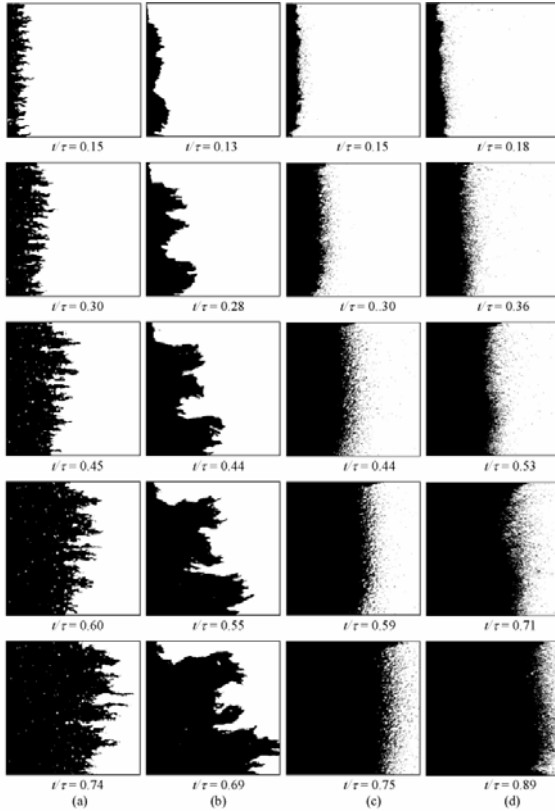 t/τ = 0.15 t/τ = 0.13 t/τ = 0.15 t/τ = 0.18
t/τ = 0.30 t/τ = 0.28 t/τ = 0..30 t/τ = 0.36
t/τ = 0.45 t/τ = 0.44 t/τ = 0.44 t/τ = 0.53
t/τ = 0.60 t/τ = 0.55 t/τ = 0.59 t/τ = 0.71
t/τ = 0.74 t/τ = 0.69 t/τ = 0.75 t/τ = 0.89
(a) (b) (c) (d)